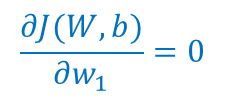 ∂J(W, b)/∂w₁ = 0